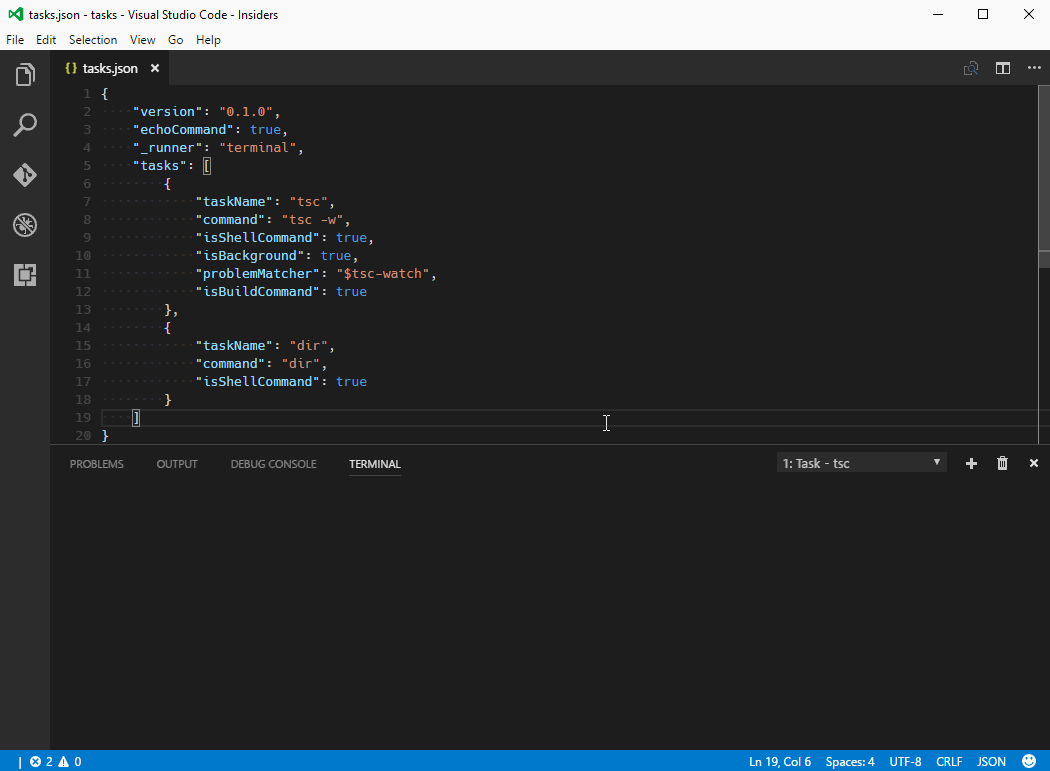 tasks.json - tasks - Visual Studio Code - Insiders
File Edit Selection View Go Help
{} tasks.json
1 {
2 "version": "0.1.0",
3 "echoCommand": true,
4 "_runner": "terminal",
5 "tasks": [
6 {
7 "taskName": "tsc",
8 "command": "tsc -w",
9 "isShellCommand": true,
10 "isBackground": true,
11 "problemMatcher": "$tsc-watch",
12 "isBuildCommand": true
13 },
14 {
15 "taskName": "dir",
16 "command": "dir",
17 "isShellCommand": true
18 }
19 ]
20 }
PROBLEMS OUTPUT DEBUG CONSOLE TERMINAL 1: Task - tsc
2 0 Ln 19, Col 6 Spaces: 4 UTF-8 CRLF JSON